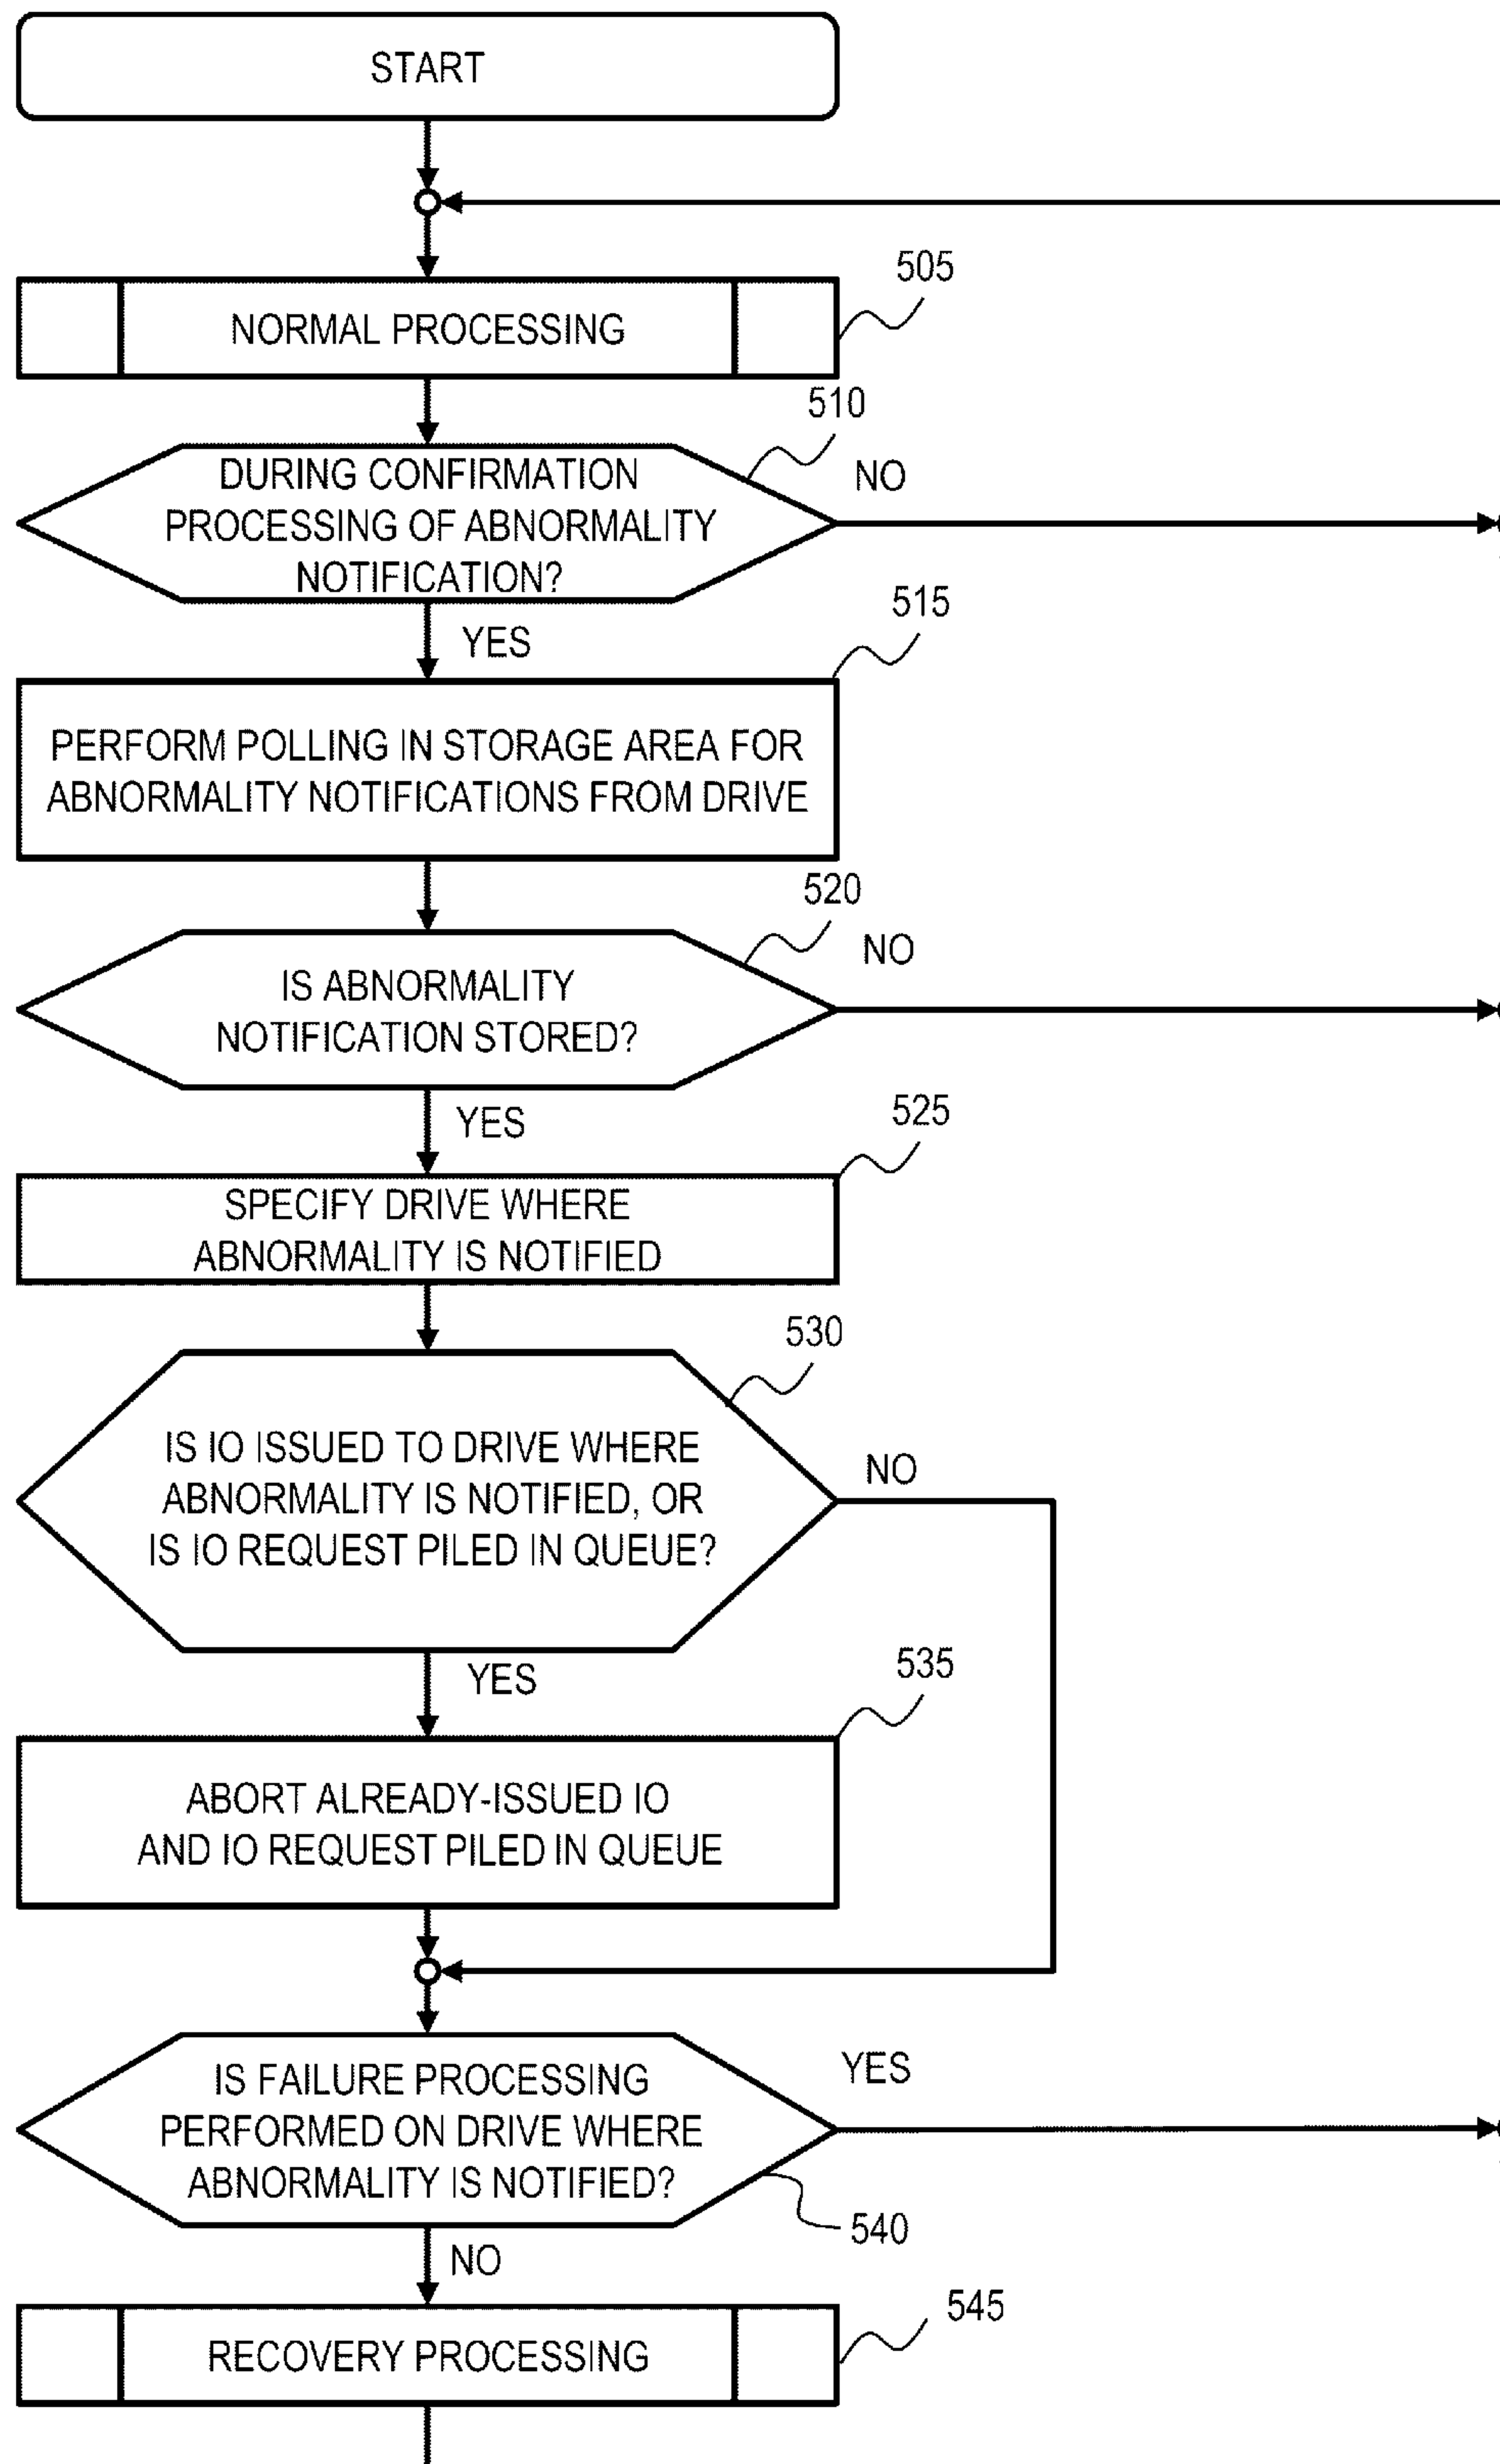 START
505
NORMAL PROCESSING
510
DURING CONFIRMATION
PROCESSING OF ABNORMALITY
NOTIFICATION?
NO
YES
515
PERFORM POLLING IN STORAGE AREA FOR
ABNORMALITY NOTIFICATIONS FROM DRIVE
520
IS ABNORMALITY
NOTIFICATION STORED?
NO
YES
525
SPECIFY DRIVE WHERE
ABNORMALITY IS NOTIFIED
530
IS IO ISSUED TO DRIVE WHERE
ABNORMALITY IS NOTIFIED, OR
IS IO REQUEST PILED IN QUEUE?
NO
YES
535
ABORT ALREADY-ISSUED IO
AND IO REQUEST PILED IN QUEUE
IS FAILURE PROCESSING
PERFORMED ON DRIVE WHERE
ABNORMALITY IS NOTIFIED?
YES
540
NO
545
RECOVERY PROCESSING